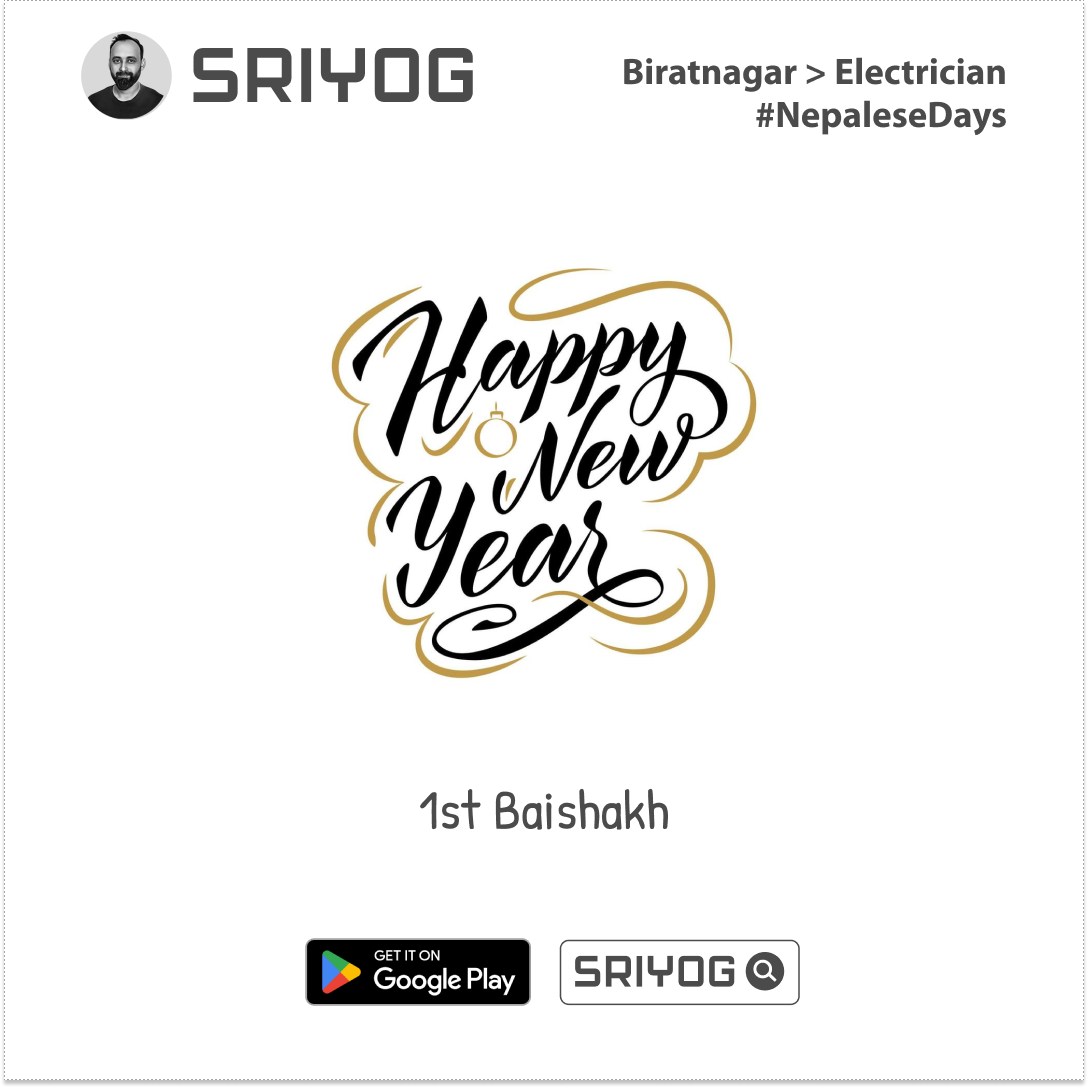 SRIYOG
Biratnagar > Electrician
#NepaleseDays
Happy
New
Year
1st Baishakh
GET IT ON
Google Play
SRIYOG